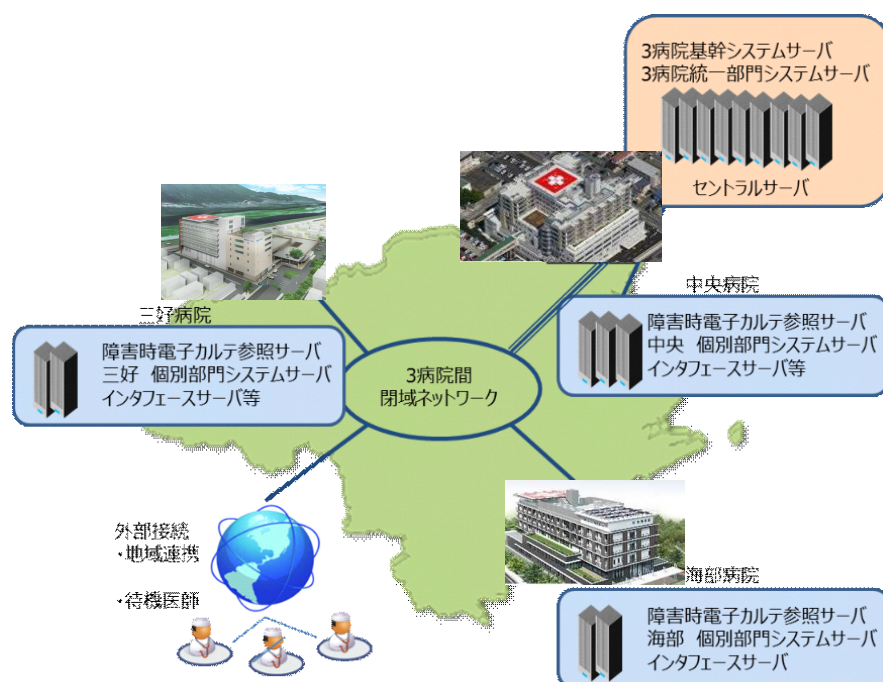 3病院基幹システムサーバ
3病院統一部門システムサーバ
セントラルサーバ
中央病院
障害時電子カルテ参照サーバ
中央　個別部門システムサーバ
インタフェースサーバ等
三好病院
障害時電子カルテ参照サーバ
三好　個別部門システムサーバ
インタフェースサーバ等
3病院間
閉域ネットワーク
外部接続
・地域連携
・待機医師
海部病院
障害時電子カルテ参照サーバ
海部　個別部門システムサーバ
インタフェースサーバ